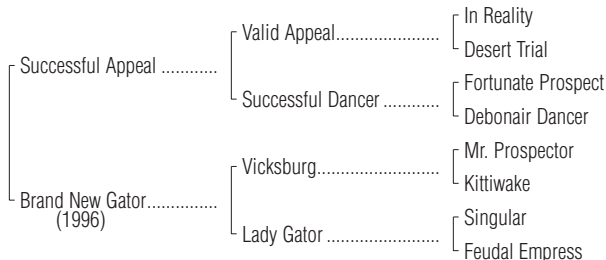 In Reality
Valid Appeal.....................
Desert Trial
Successful Appeal ............
Fortunate Prospect
Successful Dancer ............
Debonair Dancer
Mr. Prospector
Vicksburg.........................
Kittiwake
Brand New Gator...............
(1996)
Singular
Lady Gator .......................
Feudal Empress